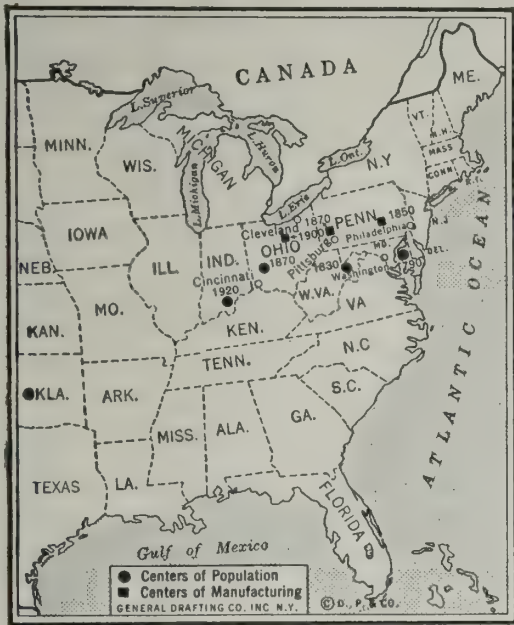 CANADA
ME.
L. Superior
MINN.
VT.
N.H.
MICHIGAN
L. Huron
WIS.
L. Ont.
N.Y
MASS
CONN.
R.I.
L. Michigan
L. Erie
Cleveland 1870
1900
PENN 1850
IOWA
OHIO
Philadelphia
N.J
NEB.
ILL.
IND.
1870
Pittsburg
MD.
DEL.
Cincinnati
1830
Washington
1790
1920
W.VA.
MO.
VA
KAN.
KEN.
ATLANTIC OCEAN
TENN.
N.C
KLA.
ARK.
S.C.
MISS.
ALA.
GA.
TEXAS
LA.
FLORIDA
Gulf of Mexico
● Centers of Population
■ Centers of Manufacturing
GENERAL DRAFTING CO. INC N.Y.
© D., P. & CO.